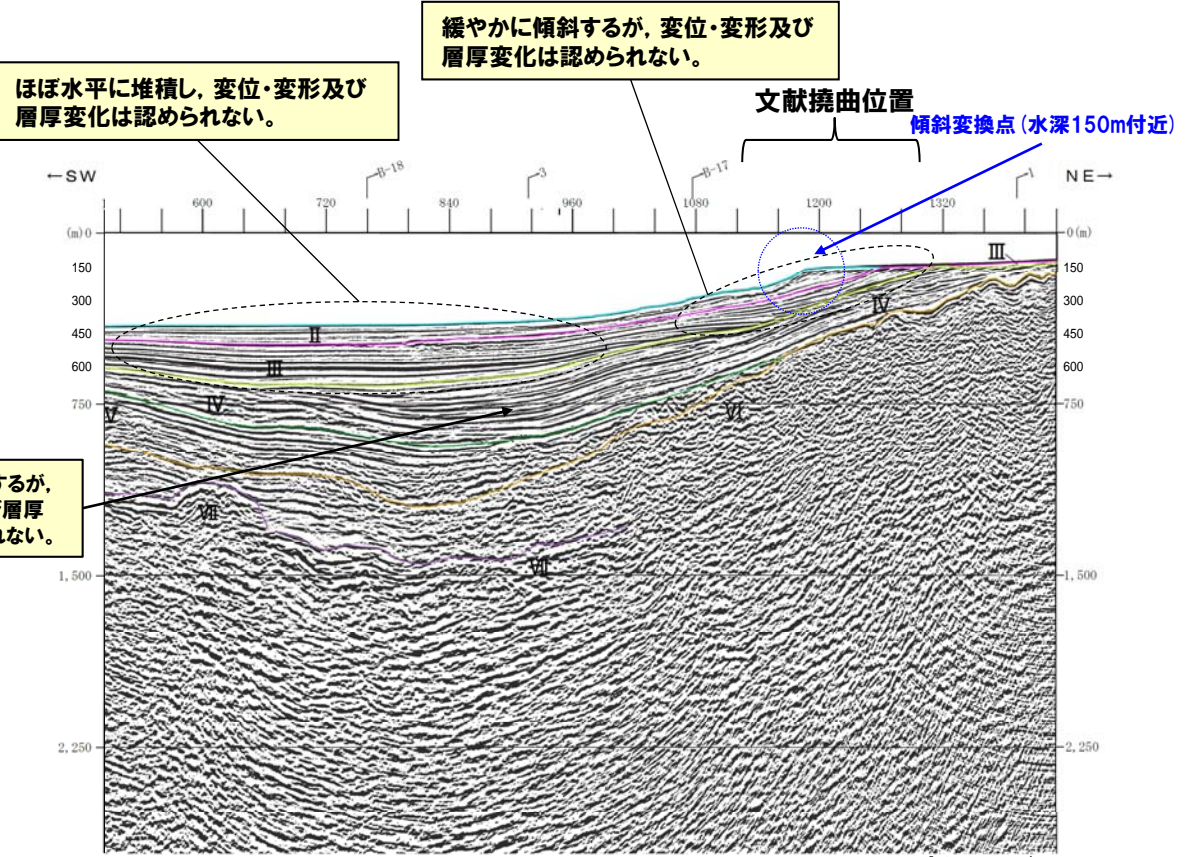 緩やかに傾斜するが，変位・変形及び
層厚変化は認められない。
ほぼ水平に堆積し，変位・変形及び
層厚変化は認められない。
文献撓曲位置
傾斜変換点（水深150m付近）
←SW
B-18
3
B-17
1
NE→
600
720
840
960
1080
1200
1320
(m) 0
0(m)
150
150
300
300
450
450
600
600
750
750
1,500
1,500
2,250
2,250
Ⅱ
Ⅲ
Ⅲ
Ⅳ
Ⅳ
Ⅴ
Ⅵ
Ⅶ
Ⅶ
するが，
層厚
れない。